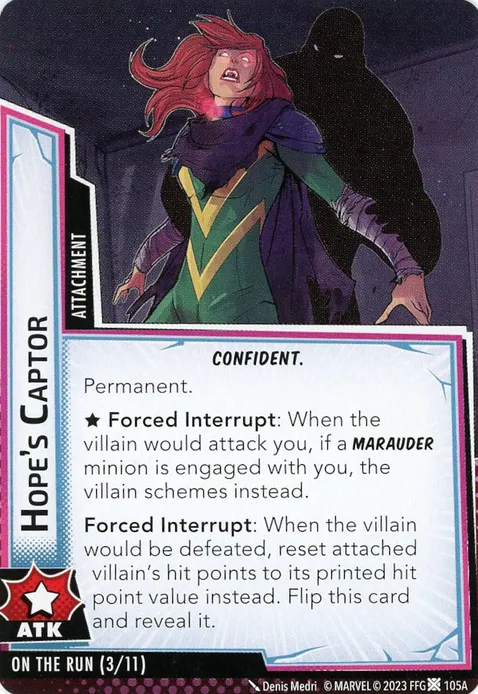 HOPE'S CAPTOR
ATTACHMENT
CONFIDENT.
Permanent.
★ Forced Interrupt: When the
villain would attack you, if a MARAUDER
minion is engaged with you, the
villain schemes instead.
Forced Interrupt: When the villain
would be defeated, reset attached
villain's hit points to its printed hit
point value instead. Flip this card
and reveal it.
★
ATK
ON THE RUN (3/11)
Denis Medri © MARVEL © 2023 FFG 105A